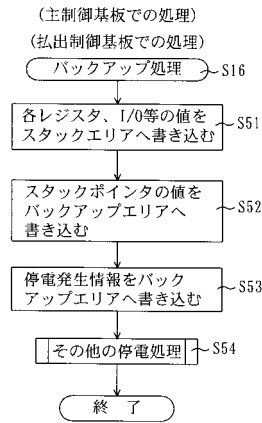 (主制御基板での処理)
(払出制御基板での処理)
バックアップ処理
S16
各レジスタ、I/O等の値を
スタックエリアへ書き込む
S51
スタックポインタの値を
バックアップエリアへ
書き込む
S52
停電発生情報をバック
アップエリアへ書き込む
S53
その他の停電処理
S54
終 了